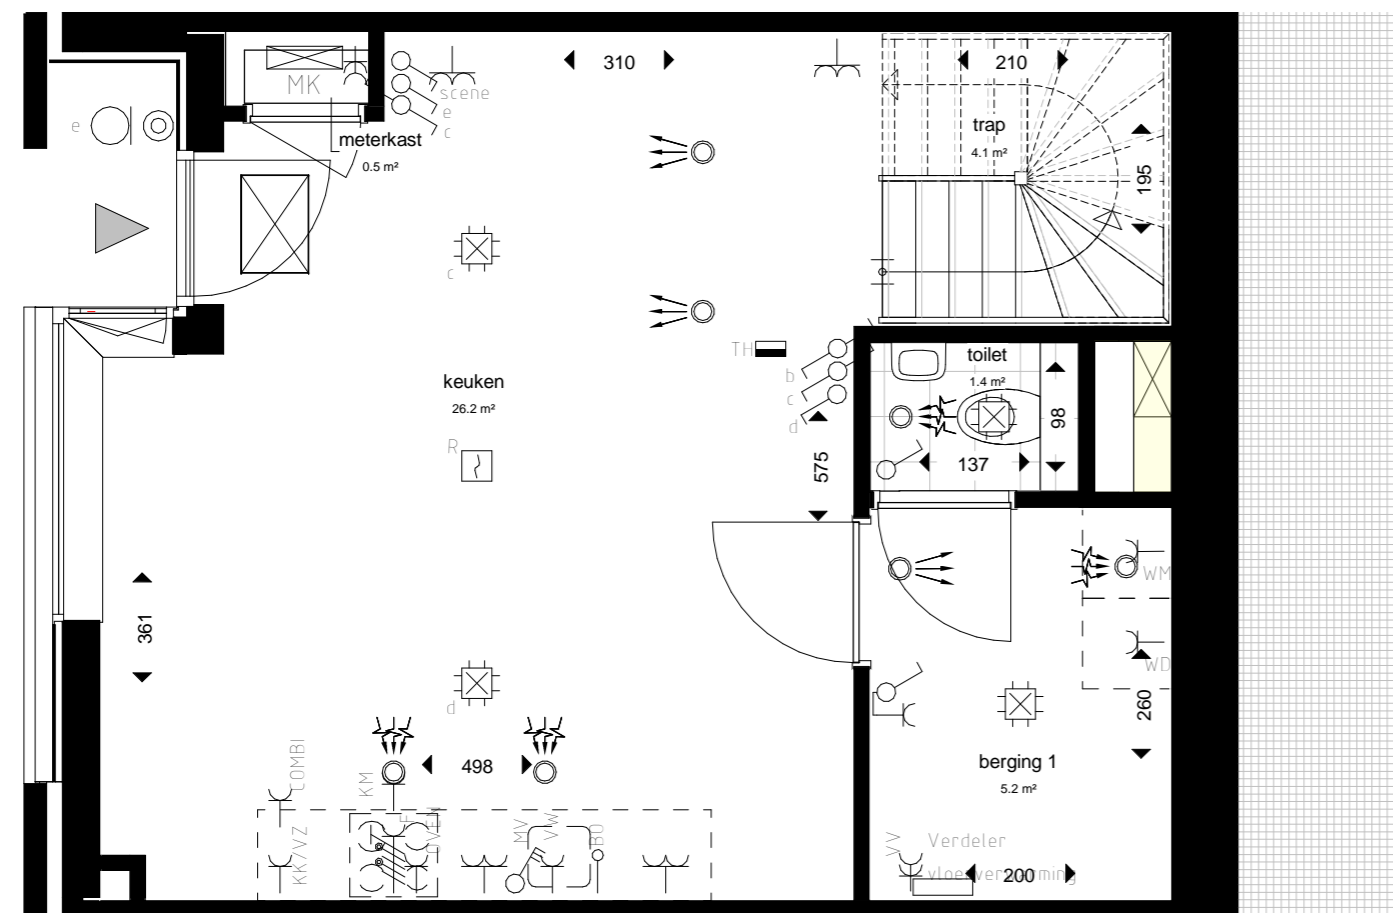 MK
scene
e
c
e
meterkast
0.5 m²
310
210
trap
4.1 m²
195
c
TH
b
c
d
toilet
1.4 m²
98
137
keuken
26.2 m²
R
575
361
WM
WD
260
d
498
COMBI
KM
KK/VZ
F
OVEN
MV
VW
BO
berging 1
5.2 m²
VV
Verdeler
vloerverwarming
200